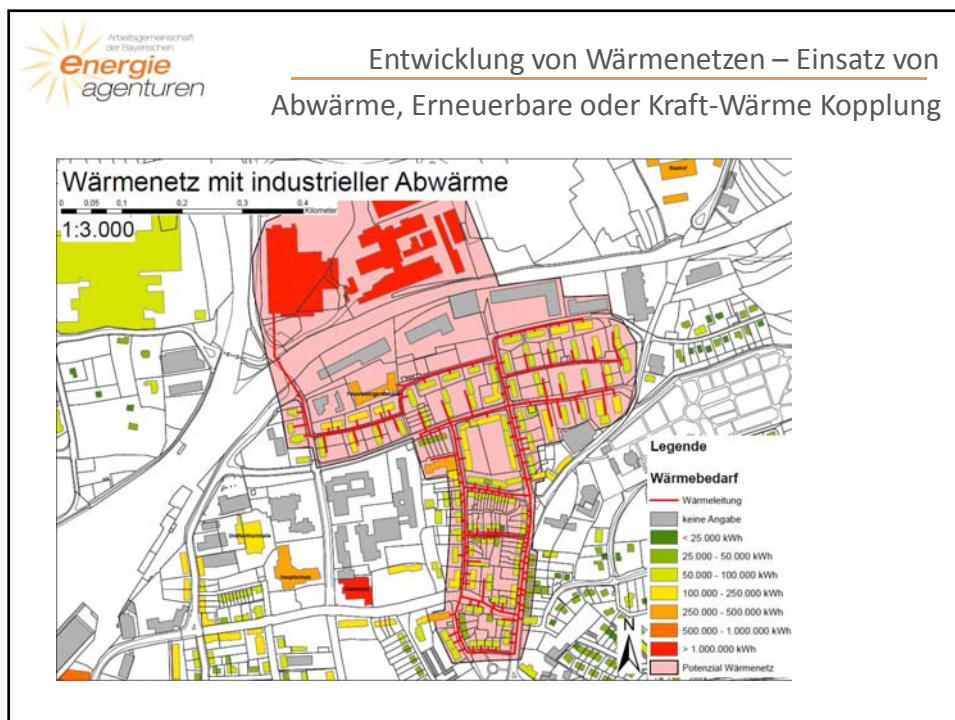 Arbeitsgemeinschaft
der Bayerischen
energie
agenturen
Entwicklung von Wärmenetzen – Einsatz von
Abwärme, Erneuerbare oder Kraft-Wärme Kopplung
Wärmenetz mit industrieller Abwärme
0 0,05 0,1 0,2 0,3 0,4
Kilometer
1:3.000
Hauptschule
Legende
Wärmebedarf
Wärmeleitung
keine Angabe
< 25.000 kWh
25.000 - 50.000 kWh
50.000 - 100.000 kWh
100.000 - 250.000 kWh
250.000 - 500.000 kWh
500.000 - 1.000.000 kWh
> 1.000.000 kWh
Potenzial Wärmenetz
N